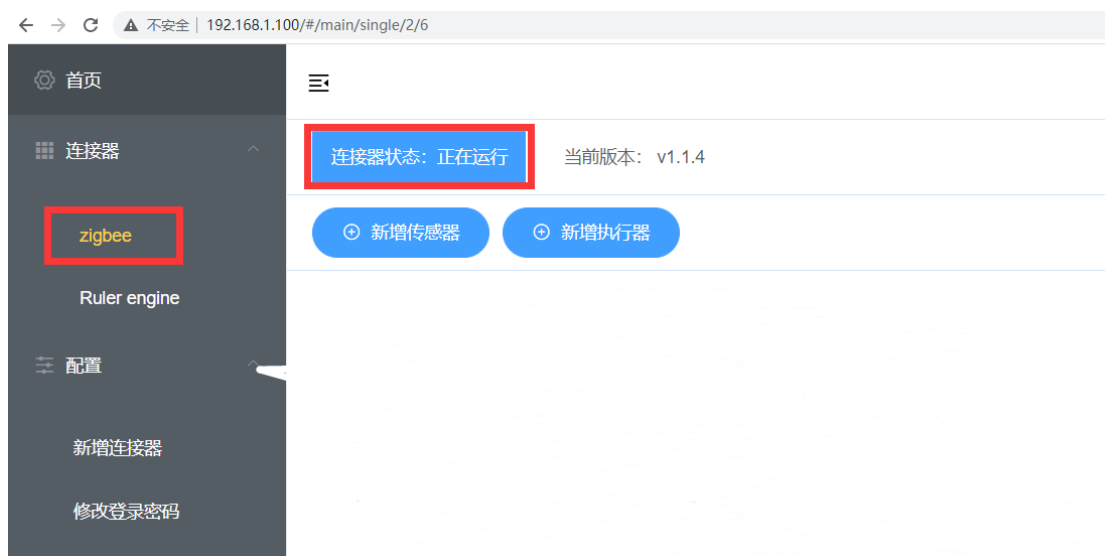 不安全 | 192.168.1.100/#/main/single/2/6
首页
连接器
连接器状态：正在运行 当前版本： v1.1.4
新增传感器 新增执行器
zigbee
Ruler engine
配置
新增连接器
修改登录密码